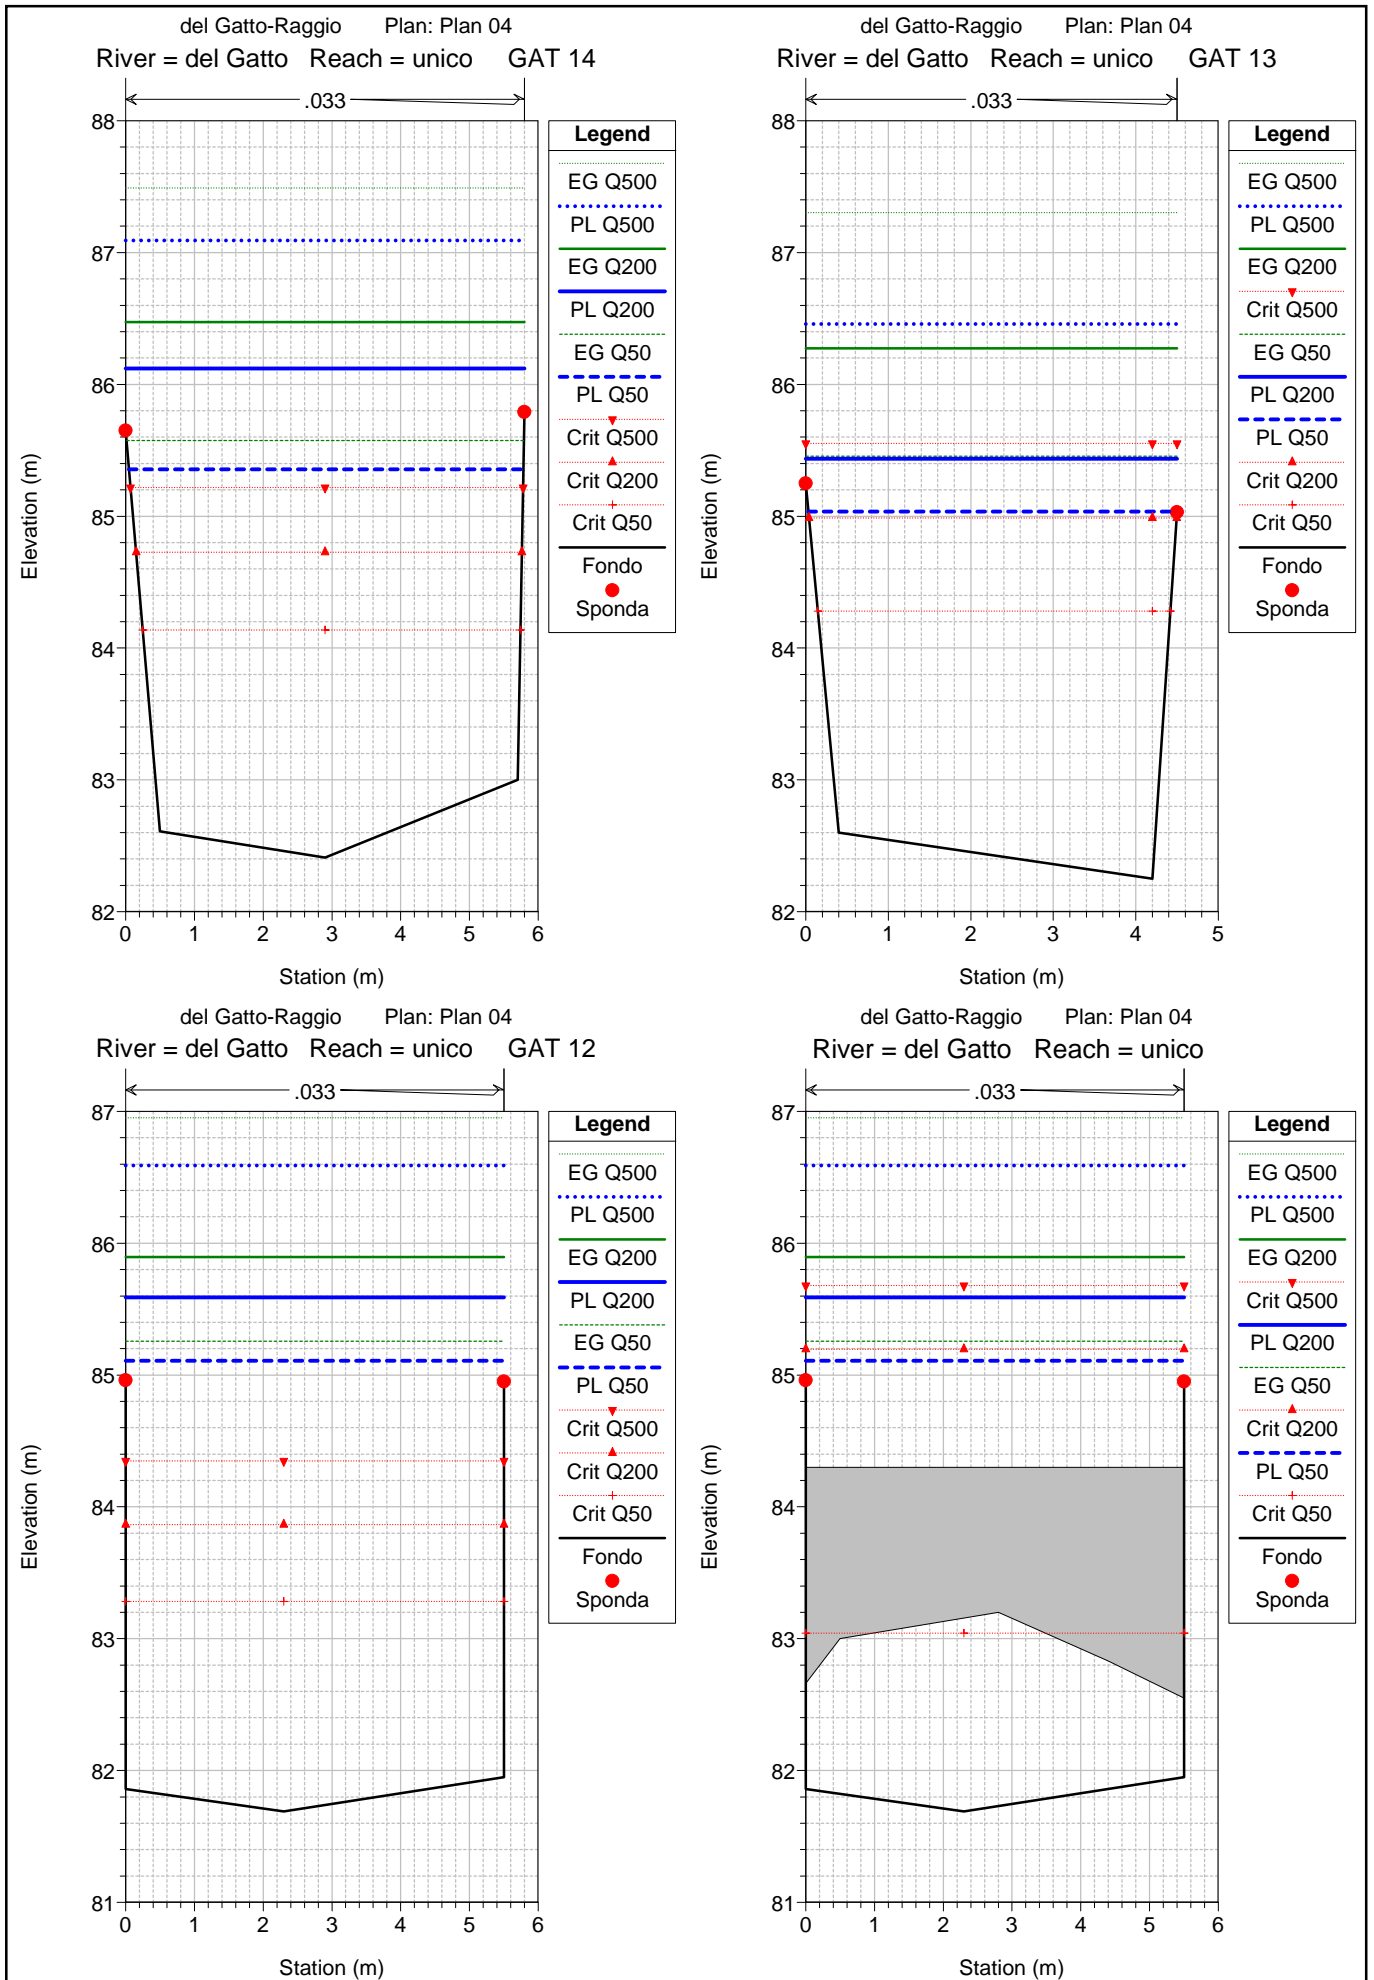 del Gatto-Raggio Plan: Plan 04
River = del Gatto Reach = unico GAT 14
.033
88
87
86
85
84
83
82
0 1 2 3 4 5 6
Elevation (m)
Station (m)
Legend
EG Q500
PL Q500
EG Q200
PL Q200
EG Q50
PL Q50
Crit Q500
Crit Q200
Crit Q50
Fondo
Sponda
del Gatto-Raggio Plan: Plan 04
River = del Gatto Reach = unico GAT 13
.033
88
87
86
85
84
83
82
0 1 2 3 4 5
Elevation (m)
Station (m)
Legend
EG Q500
PL Q500
EG Q200
Crit Q500
EG Q50
PL Q200
PL Q50
Crit Q200
Crit Q50
Fondo
Sponda
del Gatto-Raggio Plan: Plan 04
River = del Gatto Reach = unico GAT 12
.033
87
86
85
84
83
82
81
0 1 2 3 4 5 6
Elevation (m)
Station (m)
Legend
EG Q500
PL Q500
EG Q200
PL Q200
EG Q50
PL Q50
Crit Q500
Crit Q200
Crit Q50
Fondo
Sponda
del Gatto-Raggio Plan: Plan 04
River = del Gatto Reach = unico
.033
87
86
85
84
83
82
81
0 1 2 3 4 5 6
Elevation (m)
Station (m)
Legend
EG Q500
PL Q500
EG Q200
Crit Q500
PL Q200
EG Q50
Crit Q200
PL Q50
Crit Q50
Fondo
Sponda